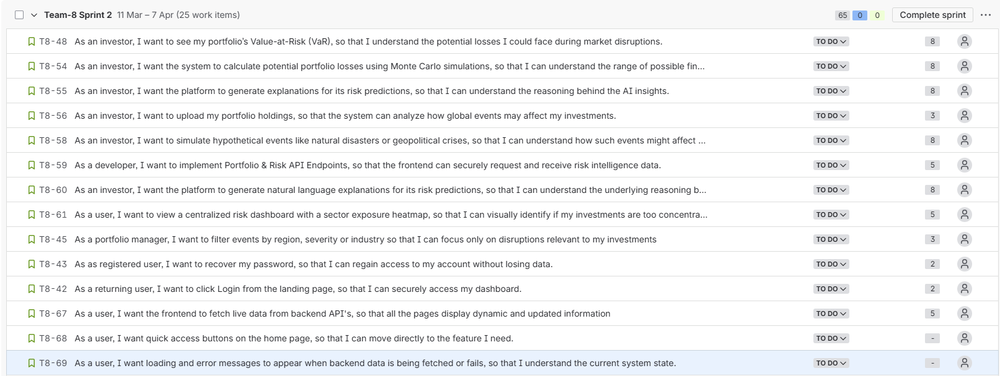 Team-8 Sprint 2 11 Mar – 7 Apr (25 work items) 65 0 0 Complete sprint
T8-48 As an investor, I want to see my portfolio's Value-at-Risk (VaR), so that I understand the potential losses I could face during market disruptions. TO DO 8
T8-54 As an investor, I want the system to calculate potential portfolio losses using Monte Carlo simulations, so that I can understand the range of possible fin... TO DO 8
T8-55 As an investor, I want the platform to generate explanations for its risk predictions, so that I can understand the reasoning behind the AI insights. TO DO 8
T8-56 As an investor, I want to upload my portfolio holdings, so that the system can analyze how global events may affect my investments. TO DO 3
T8-58 As an investor, I want to simulate hypothetical events like natural disasters or geopolitical crises, so that I can understand how such events might affect ... TO DO 8
T8-59 As a developer, I want to implement Portfolio & Risk API Endpoints, so that the frontend can securely request and receive risk intelligence data. TO DO 5
T8-60 As an investor, I want the platform to generate natural language explanations for its risk predictions, so that I can understand the underlying reasoning b... TO DO 8
T8-61 As a user, I want to view a centralized risk dashboard with a sector exposure heatmap, so that I can visually identify if my investments are too concentra... TO DO 5
T8-45 As a portfolio manager, I want to filter events by region, severity or industry so that I can focus only on disruptions relevant to my investments TO DO 3
T8-43 As as registered user, I want to recover my password, so that I can regain access to my account without losing data. TO DO 2
T8-42 As a returning user, I want to click Login from the landing page, so that I can securely access my dashboard. TO DO 2
T8-67 As a user, I want the frontend to fetch live data from backend API's, so that all the pages display dynamic and updated information TO DO 5
T8-68 As a user, I want quick access buttons on the home page, so that I can move directly to the feature I need. TO DO -
T8-69 As a user, I want loading and error messages to appear when backend data is being fetched or fails, so that I understand the current system state. TO DO -